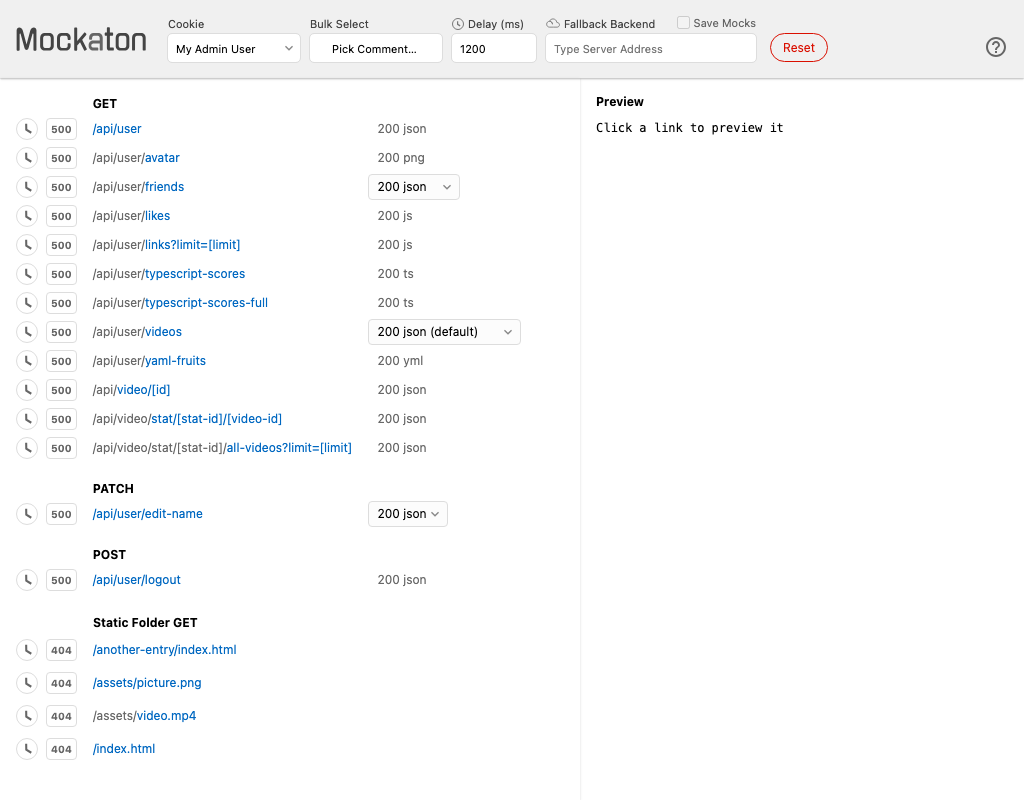 Mockaton
Cookie
My Admin User
Bulk Select
Pick Comment...
Delay (ms)
1200
Fallback Backend
Save Mocks
Type Server Address
Reset
?
GET
500 /api/user 200 json
500 /api/user/avatar 200 png
500 /api/user/friends 200 json
500 /api/user/likes 200 js
500 /api/user/links?limit=[limit] 200 js
500 /api/user/typescript-scores 200 ts
500 /api/user/typescript-scores-full 200 ts
500 /api/user/videos 200 json (default)
500 /api/user/yaml-fruits 200 yml
500 /api/video/[id] 200 json
500 /api/video/stat/[stat-id]/[video-id] 200 json
500 /api/video/stat/[stat-id]/all-videos?limit=[limit] 200 json
PATCH
500 /api/user/edit-name 200 json
POST
500 /api/user/logout 200 json
Static Folder GET
404 /another-entry/index.html
404 /assets/picture.png
404 /assets/video.mp4
404 /index.html
Preview
Click a link to preview it